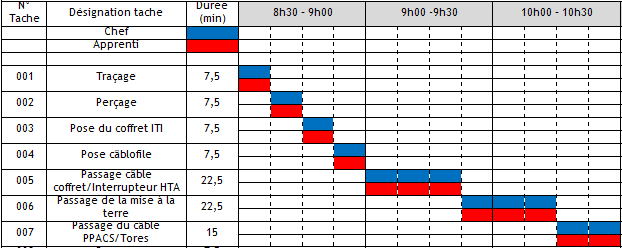 N° Tache Désignation tache Durée (min) 8h30 - 9h00 9h00 -9h30 10h00 - 10h30
Chef
Apprenti
001 Traçage 7,5
002 Perçage 7,5
003 Pose du coffret ITI 7,5
004 Pose câblofile 7,5
005 Passage câble coffret/Interrupteur HTA 22,5
006 Passage de la mise à la terre 22,5
007 Passage du câble PPACS/Tores 15